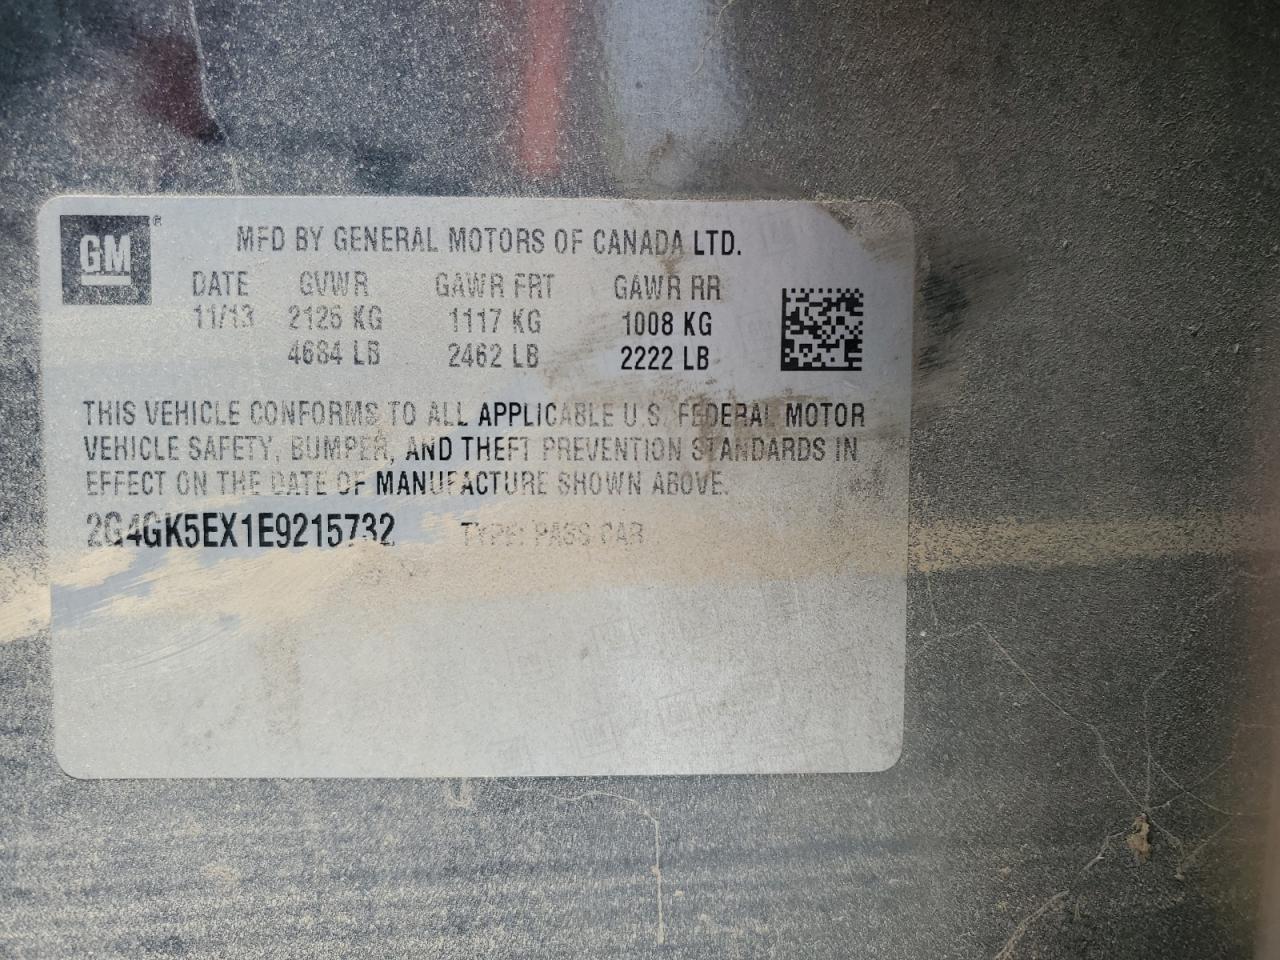 GM®
MFD BY GENERAL MOTORS OF CANADA LTD.
DATE GVWR GAWR FRT GAWR RR
11/13 2125 KG 1117 KG 1008 KG
4684 LB 2462 LB 2222 LB
THIS VEHICLE CONFORMS TO ALL APPLICABLE U.S. FEDERAL MOTOR
VEHICLE SAFETY, BUMPER, AND THEFT PREVENTION STANDARDS IN
EFFECT ON THE DATE OF MANUFACTURE SHOWN ABOVE.
2G4GK5EX1E9215732 TYPE: PASS CAR